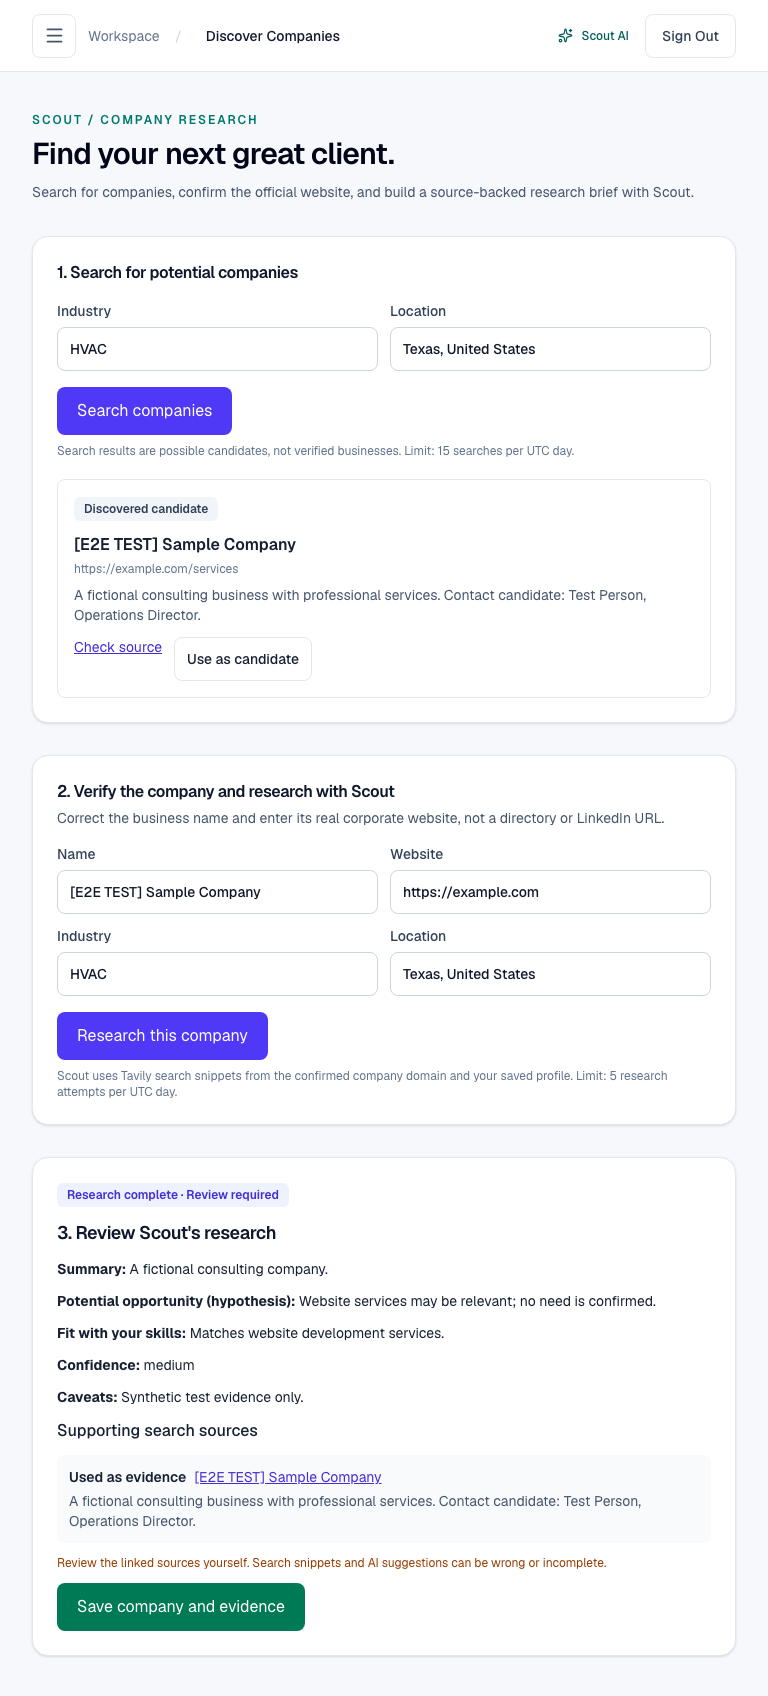 Workspace / Discover Companies Scout AI Sign Out
SCOUT / COMPANY RESEARCH
Find your next great client.
Search for companies, confirm the official website, and build a source-backed research brief with Scout.
1. Search for potential companies
Industry Location
HVAC Texas, United States
Search companies
Search results are possible candidates, not verified businesses. Limit: 15 searches per UTC day.
Discovered candidate
[E2E TEST] Sample Company
https://example.com/services
A fictional consulting business with professional services. Contact candidate: Test Person,
Operations Director.
Check source Use as candidate
2. Verify the company and research with Scout
Correct the business name and enter its real corporate website, not a directory or LinkedIn URL.
Name Website
[E2E TEST] Sample Company https://example.com
Industry Location
HVAC Texas, United States
Research this company
Scout uses Tavily search snippets from the confirmed company domain and your saved profile. Limit: 5 research
attempts per UTC day.
Research complete · Review required
3. Review Scout's research
Summary: A fictional consulting company.
Potential opportunity (hypothesis): Website services may be relevant; no need is confirmed.
Fit with your skills: Matches website development services.
Confidence: medium
Caveats: Synthetic test evidence only.
Supporting search sources
Used as evidence [E2E TEST] Sample Company
A fictional consulting business with professional services. Contact candidate: Test Person,
Operations Director.
Review the linked sources yourself. Search snippets and AI suggestions can be wrong or incomplete.
Save company and evidence